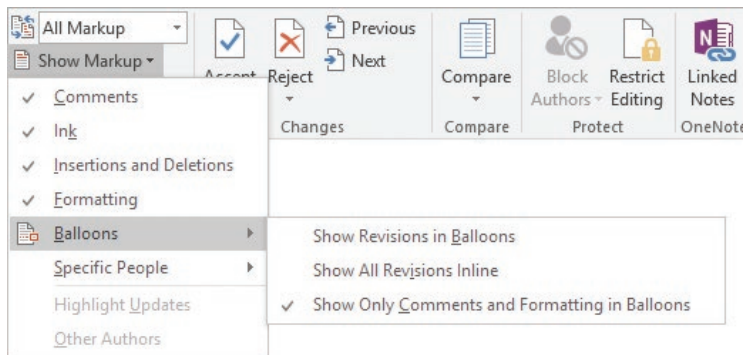 All Markup
Show Markup
Accept
Reject
Previous
Next
Compare
Block Authors
Restrict Editing
Linked Notes
Changes
Compare
Protect
OneNote
Comments
Ink
Insertions and Deletions
Formatting
Balloons
Specific People
Highlight Updates
Other Authors
Show Revisions in Balloons
Show All Revisions Inline
Show Only Comments and Formatting in Balloons